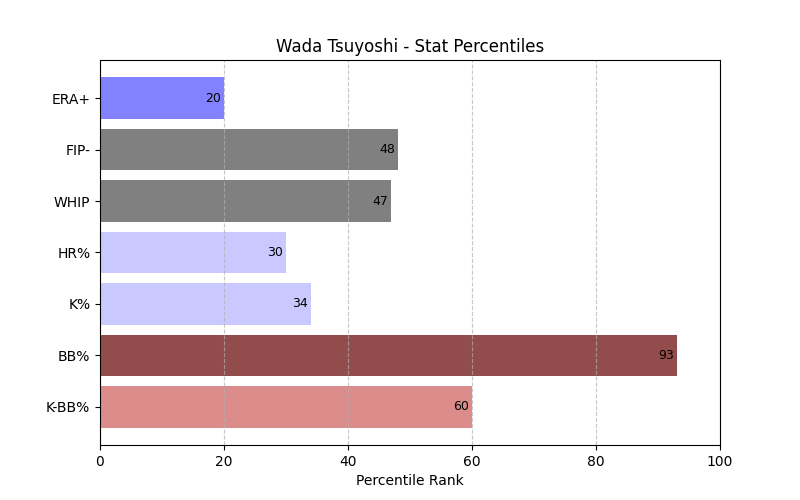 Wada Tsuyoshi - Stat Percentiles
ERA+ 20
FIP- 48
WHIP 47
HR% 30
K% 34
BB% 93
K-BB% 60
0 20 40 60 80 100
Percentile Rank